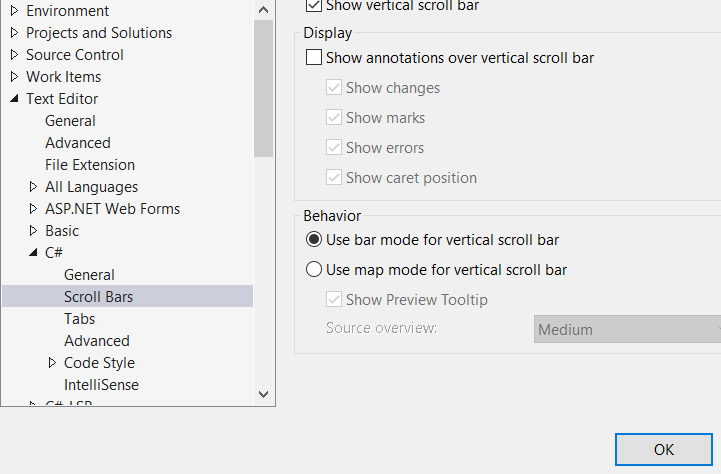 Environment
Projects and Solutions
Source Control
Work Items
Text Editor
General
Advanced
File Extension
All Languages
ASP.NET Web Forms
Basic
C#
General
Scroll Bars
Tabs
Advanced
Code Style
IntelliSense
Show vertical scroll bar
Display
Show annotations over vertical scroll bar
Show changes
Show marks
Show errors
Show caret position
Behavior
Use bar mode for vertical scroll bar
Use map mode for vertical scroll bar
Show Preview Tooltip
Source overview: Medium
OK